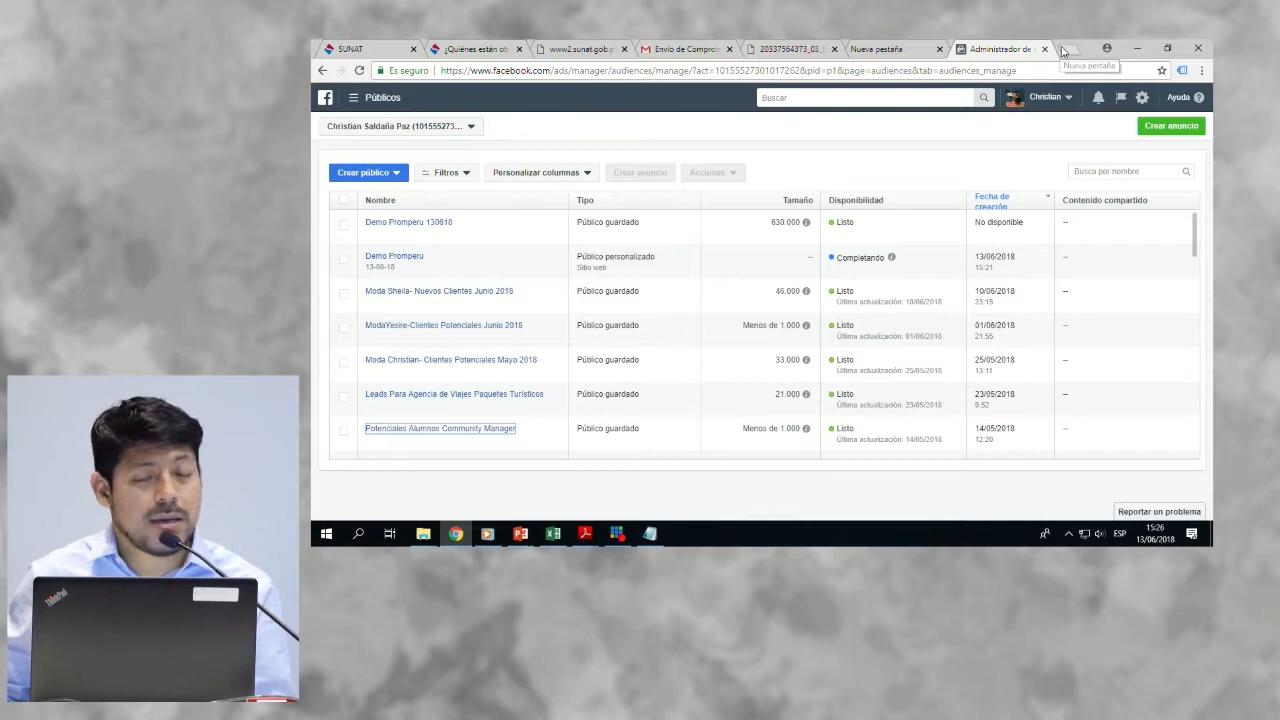 SUNAT
¿Quiénes están ob
www2.sunat.gob.p
Envío de Comprob
20337564373_03_
Nueva pestaña
Administrador de
Es seguro
https://www.facebook.com/ads/manager/audiences/manage/?act=10155527301017262&pid=p1&page=audiences&tab=audiences_manage
Nueva pestaña
Públicos
Buscar
Christian
Ayuda
Christian Saldaña Paz (101555273...
Crear anuncio
Crear público
Filtros
Personalizar columnas
Crear anuncio
Acciones
Busca por nombre
Nombre
Tipo
Tamaño
Disponibilidad
Fecha de creación
Contenido compartido
Demo Promperu 130618
Público guardado
630.000
Listo
No disponible
--
Demo Promperu
13-06-18
Público personalizado
Sitio web
--
Completando
13/06/2018
15:21
--
Moda Sheila- Nuevos Clientes Junio 2018
Público guardado
46.000
Listo
Última actualización: 10/06/2018
10/06/2018
23:15
--
ModaYesire-Clientes Potenciales Junio 2018
Público guardado
Menos de 1.000
Listo
Última actualización: 01/06/2018
01/06/2018
21:55
--
Moda Christian- Clientes Potenciales Mayo 2018
Público guardado
33.000
Listo
Última actualización: 25/05/2018
25/05/2018
13:11
--
Leads Para Agencia de Viajes Paquetes Turísticos
Público guardado
21.000
Listo
Última actualización: 23/05/2018
23/05/2018
9:52
--
Potenciales Alumnos Community Manager
Público guardado
Menos de 1.000
Listo
Última actualización: 14/05/2018
14/05/2018
12:20
--
Reportar un problema
ESP
15:26
13/06/2018
ThinkPad